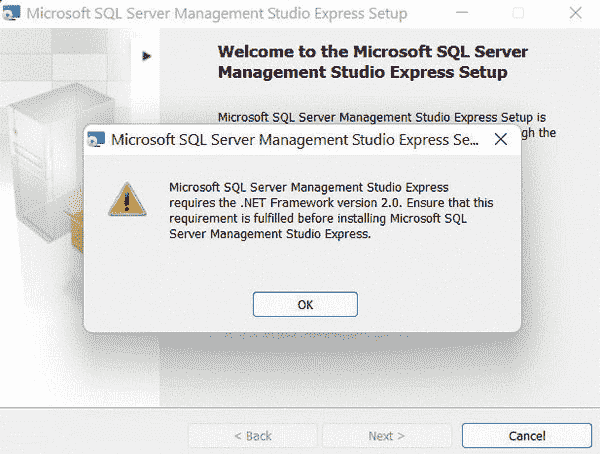 Microsoft SQL Server Management Studio Express Setup
Welcome to the Microsoft SQL Server
Management Studio Express Setup
Microsoft SQL Server Management Studio Express Setup is
gh the
Microsoft SQL Server Management Studio Express Se...
Microsoft SQL Server Management Studio Express
requires the .NET Framework version 2.0. Ensure that this
requirement is fulfilled before installing Microsoft SQL
Server Management Studio Express.
OK
< Back
Next >
Cancel